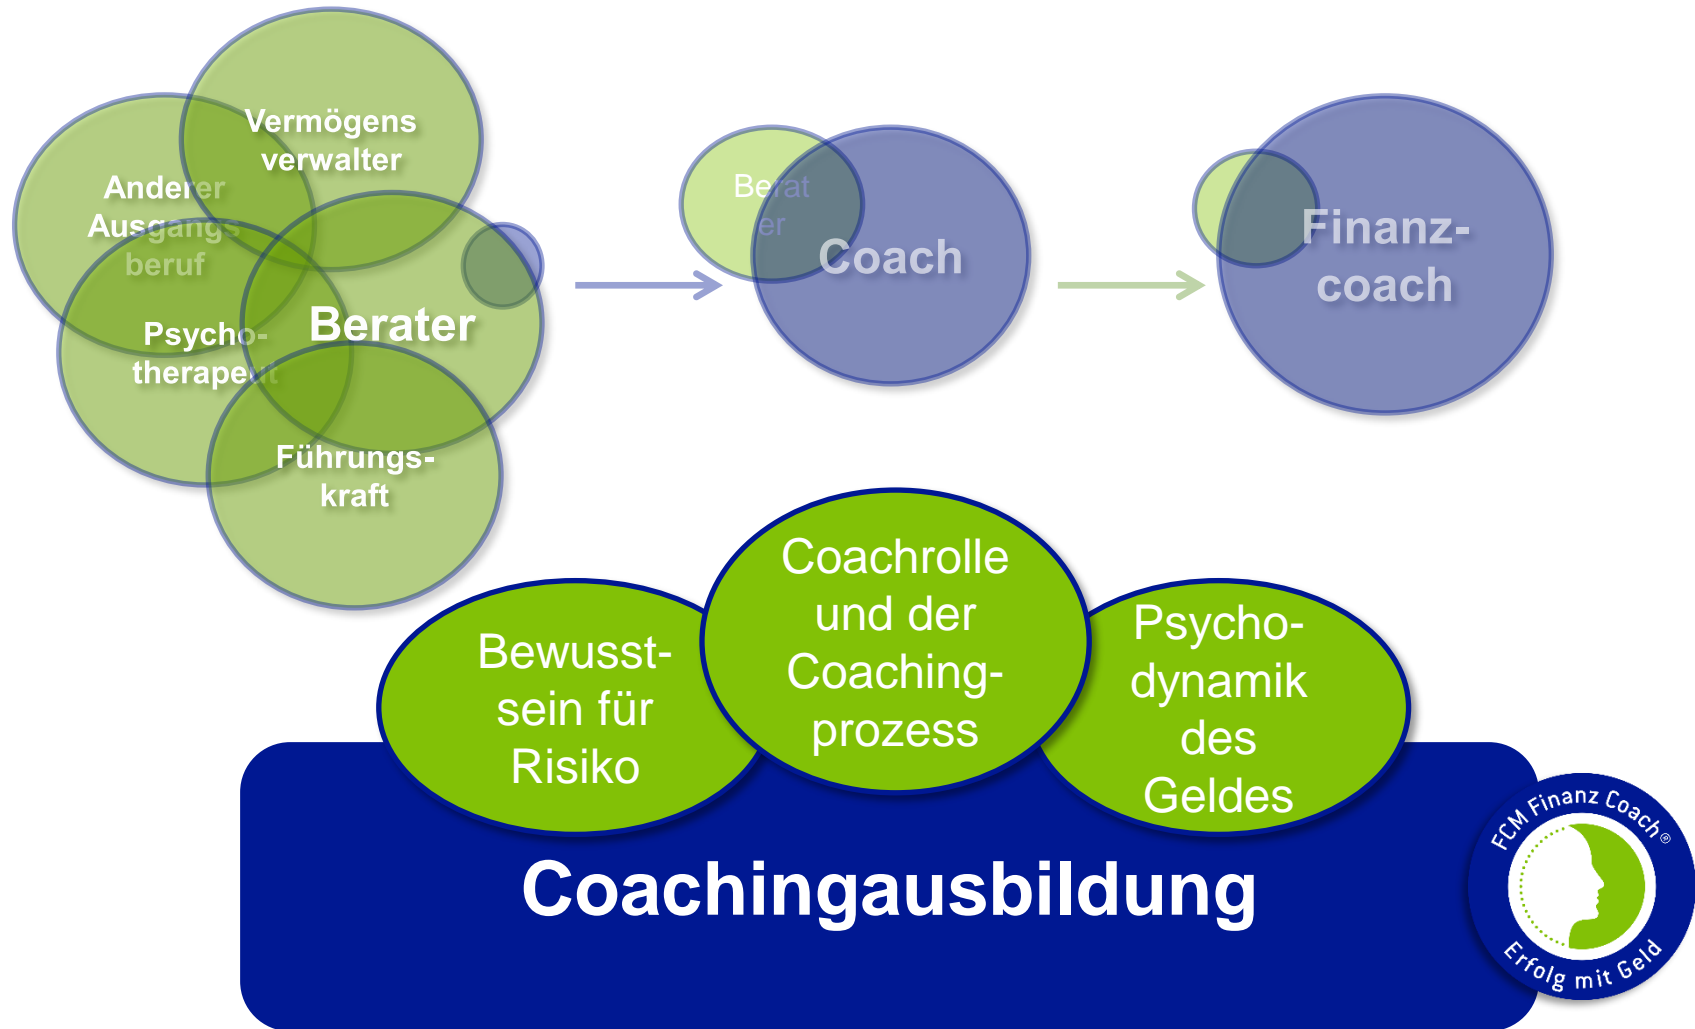 Vermögens
verwalter
Anderer
Ausgangs
beruf
Psycho-
therapeut
Berater
Führungs-
kraft
Berat
er
Coach
Finanz-
coach
Bewusst-
sein für
Risiko
Coachrolle
und der
Coaching-
prozess
Psycho-
dynamik
des
Geldes
Coachingausbildung
FCM Finanz Coach®
Erfolg mit Geld